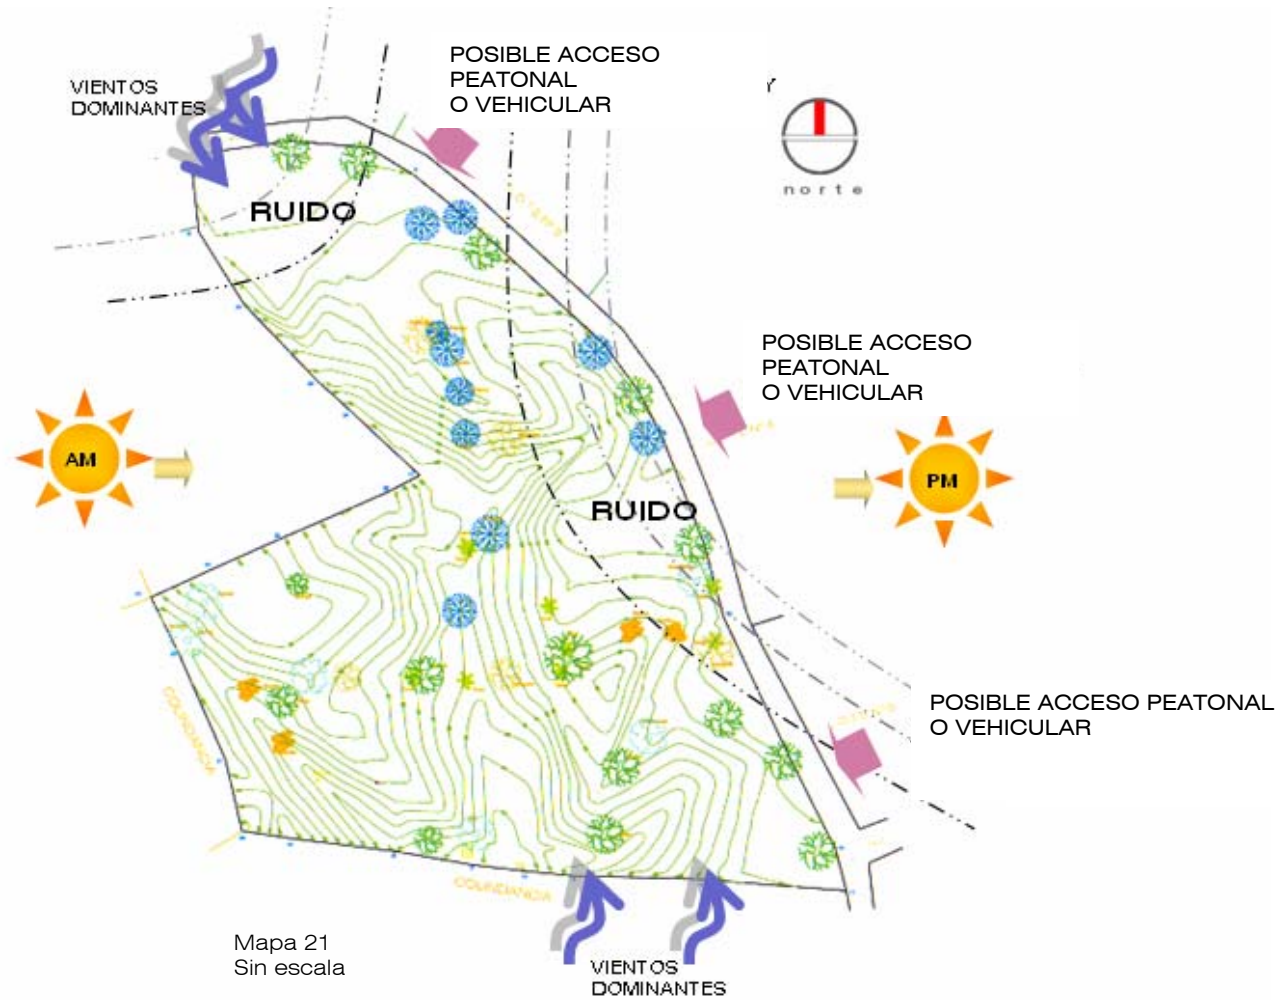 POSIBLE ACCESO
PEATONAL
O VEHICULAR
VIENTOS
DOMINANTES
Y
norte
RUIDO
POSIBLE ACCESO
PEATONAL
O VEHICULAR
AM
PM
RUIDO
POSIBLE ACCESO PEATONAL
O VEHICULAR
COLINDANCIA
COLINDANCIA
Mapa 21
Sin escala
VIENTOS
DOMINANTES